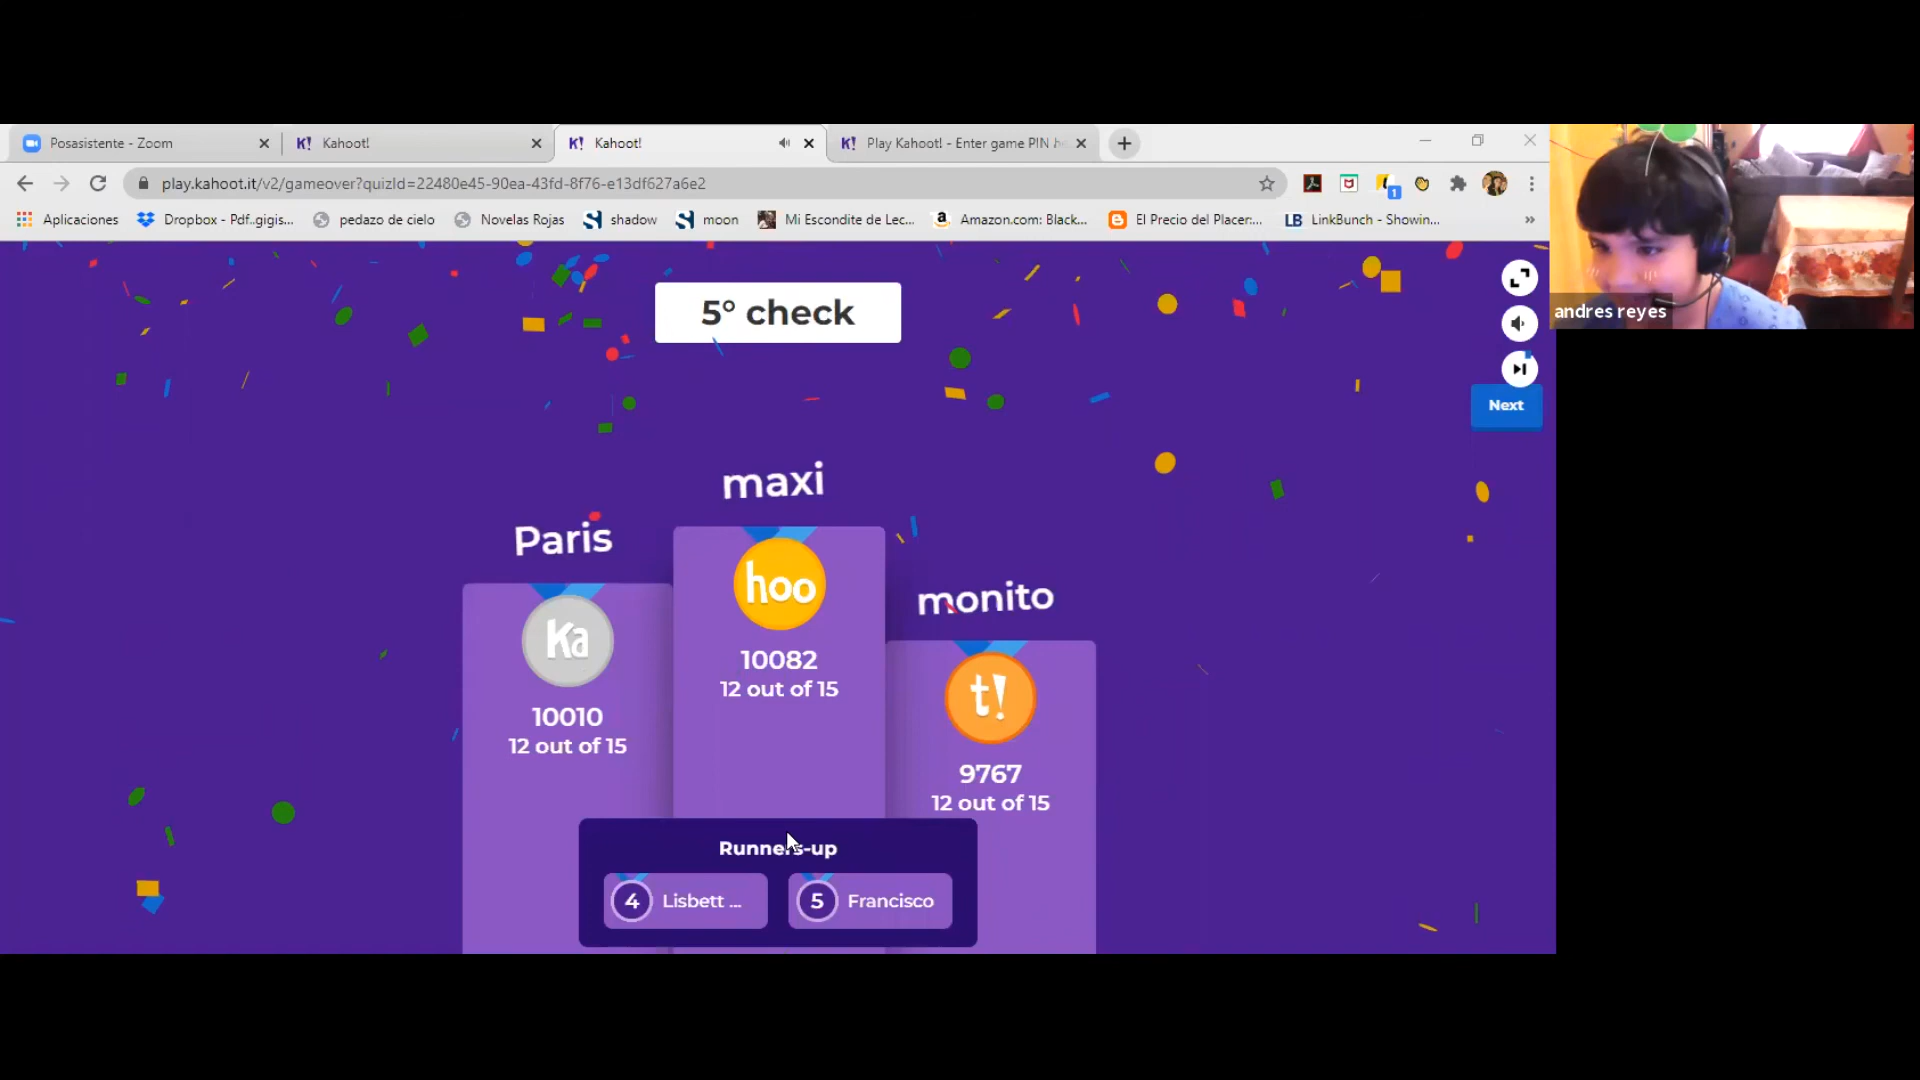 Posasistente - Zoom
Kahoot!
Kahoot!
Play Kahoot! - Enter game PIN he
play.kahoot.it/v2/gameover?quizId=22480e45-90ea-43fd-8f76-e13df627a6e2
1
Aplicaciones
Dropbox - Pdf..gigis...
pedazo de cielo
Novelas Rojas
shadow
moon
Mi Escondite de Lec...
Amazon.com: Black...
El Precio del Placer:...
LB LinkBunch - Showin...
»
andres reyes
5° check
Next
maxi
Paris
monito
hoo
Ka
t!
10082
12 out of 15
10010
12 out of 15
9767
12 out of 15
Runners-up
4 Lisbett ...
5 Francisco